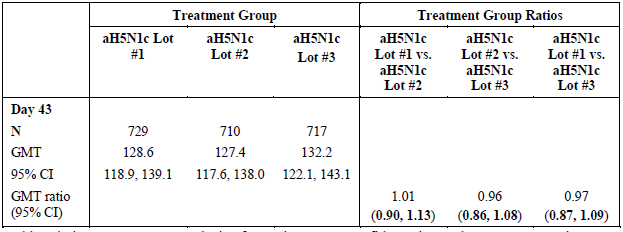 Treatment Group Treatment Group Ratios
aH5N1c Lot #1 aH5N1c Lot #2 aH5N1c Lot #3 aH5N1c Lot #1 vs. aH5N1c Lot #2 aH5N1c Lot #2 vs. aH5N1c Lot #3 aH5N1c Lot #1 vs. aH5N1c Lot #3
Day 43
N 729 710 717
GMT 128.6 127.4 132.2
95% CI 118.9, 139.1 117.6, 138.0 122.1, 143.1
GMT ratio 1.01 0.96 0.97
(95% CI) (0.90, 1.13) (0.86, 1.08) (0.87, 1.09)